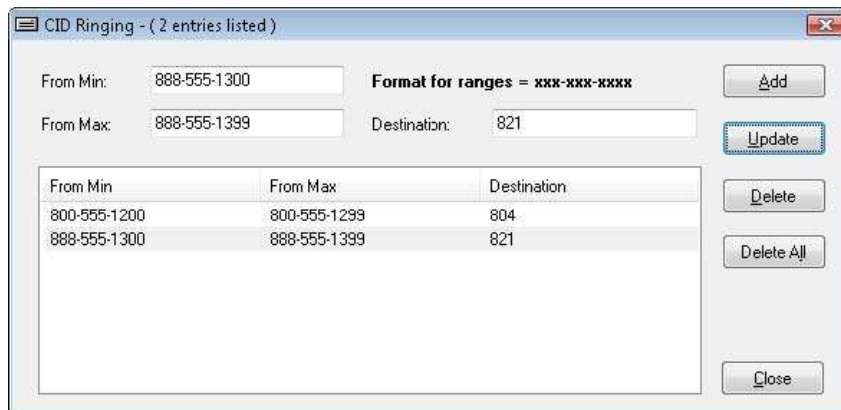 CID Ringing - ( 2 entries listed )
From Min: 888-555-1300 Format for ranges = xxx-xxx-xxxx Add
From Max: 888-555-1399 Destination: 821 Update
From Min From Max Destination
800-555-1200 800-555-1299 804
888-555-1300 888-555-1399 821
Delete
Delete All
Close